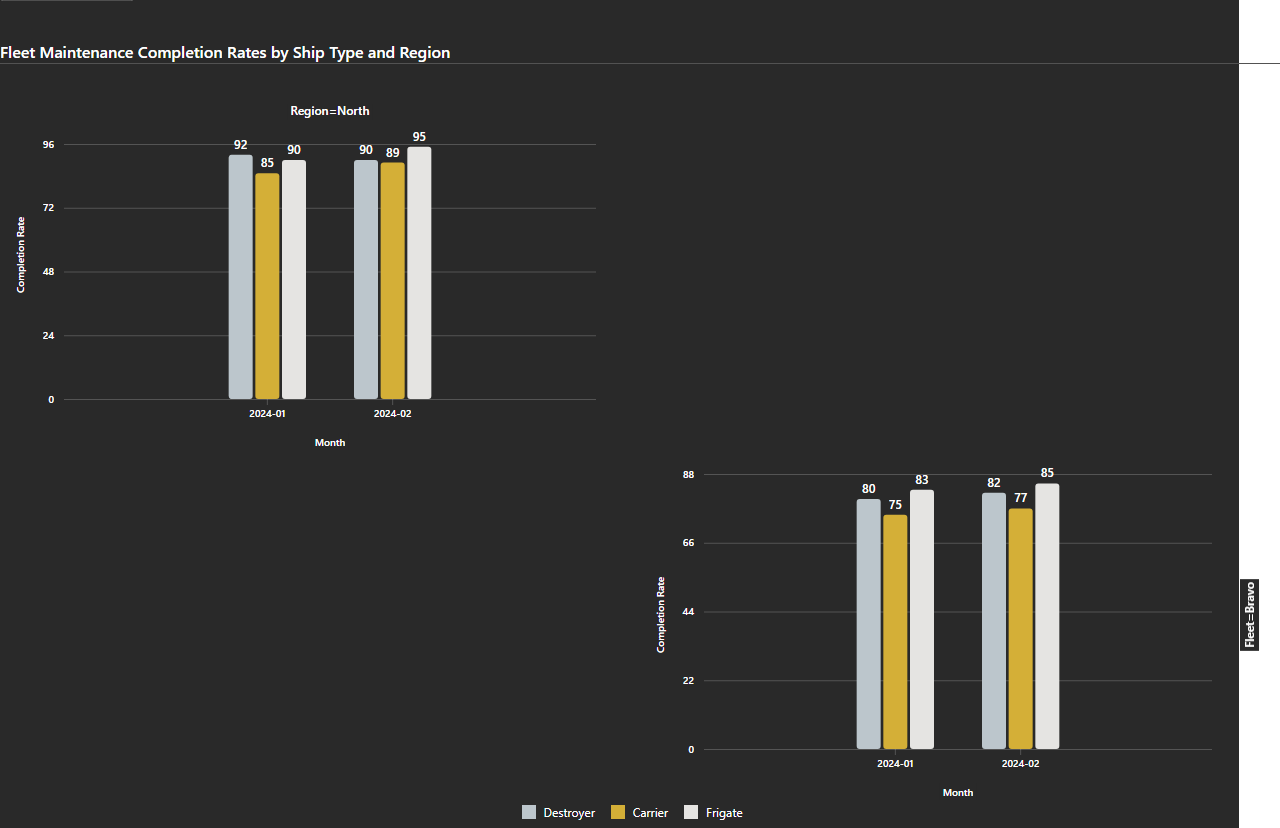 Fleet Maintenance Completion Rates by Ship Type and Region
Region=North
96
72
48
24
0
Completion Rate
92
85
90
90
89
95
2024-01
2024-02
Month
88
66
44
22
0
Completion Rate
80
75
83
82
77
85
2024-01
2024-02
Month
Fleet=Bravo
Destroyer
Carrier
Frigate